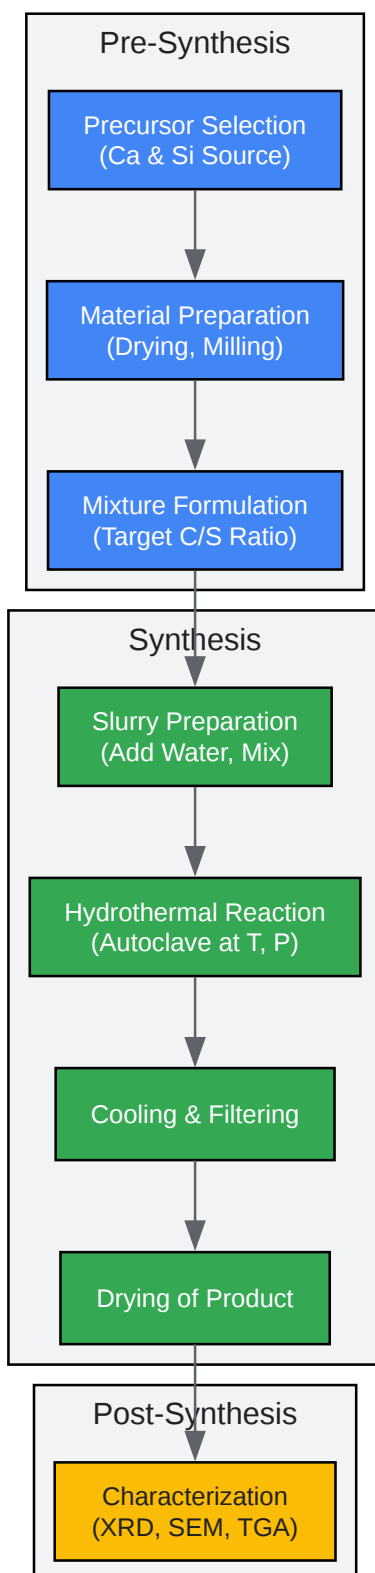 Pre-Synthesis
Precursor Selection
(Ca & Si Source)
Material Preparation
(Drying, Milling)
Mixture Formulation
(Target C/S Ratio)
Synthesis
Slurry Preparation
(Add Water, Mix)
Hydrothermal Reaction
(Autoclave at T, P)
Cooling & Filtering
Drying of Product
Post-Synthesis
Characterization
(XRD, SEM, TGA)